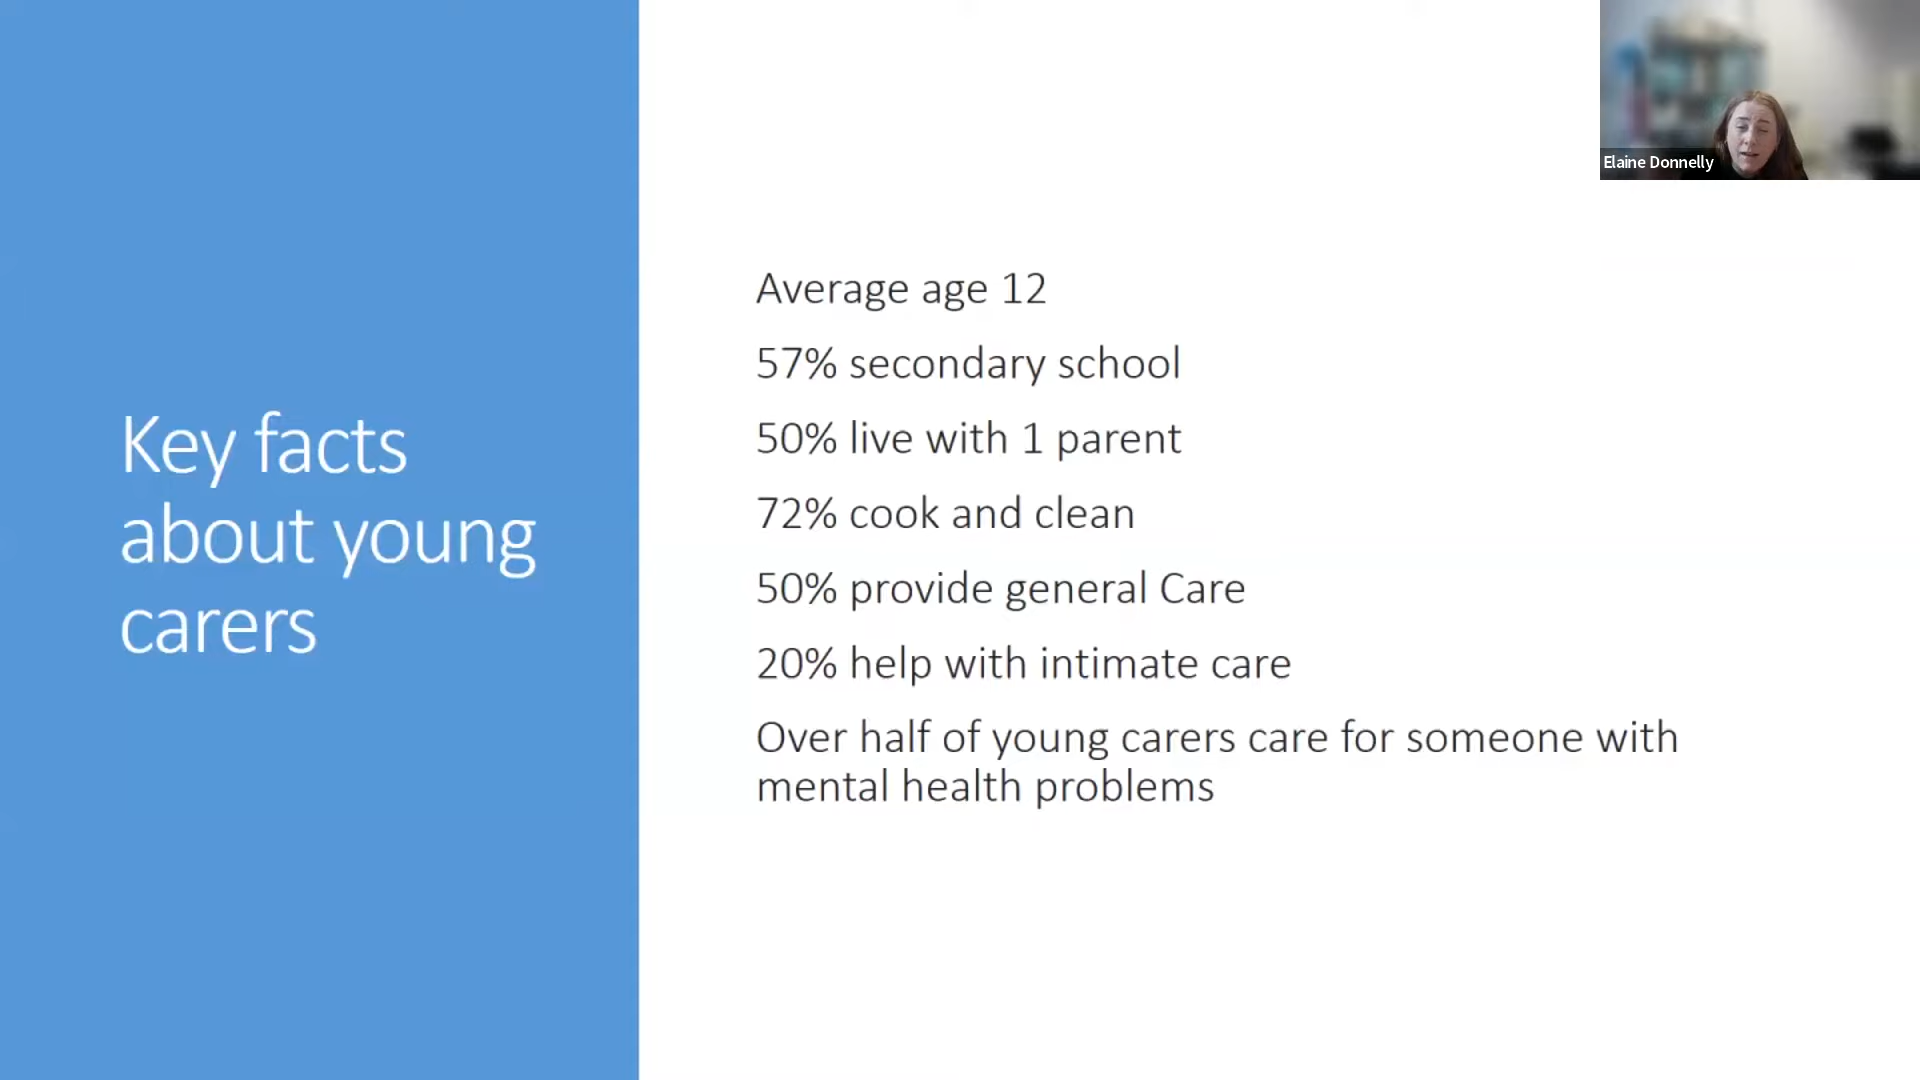 Elaine Donnelly
Key facts
about young
carers
Average age 12
57% secondary school
50% live with 1 parent
72% cook and clean
50% provide general Care
20% help with intimate care
Over half of young carers care for someone with
mental health problems